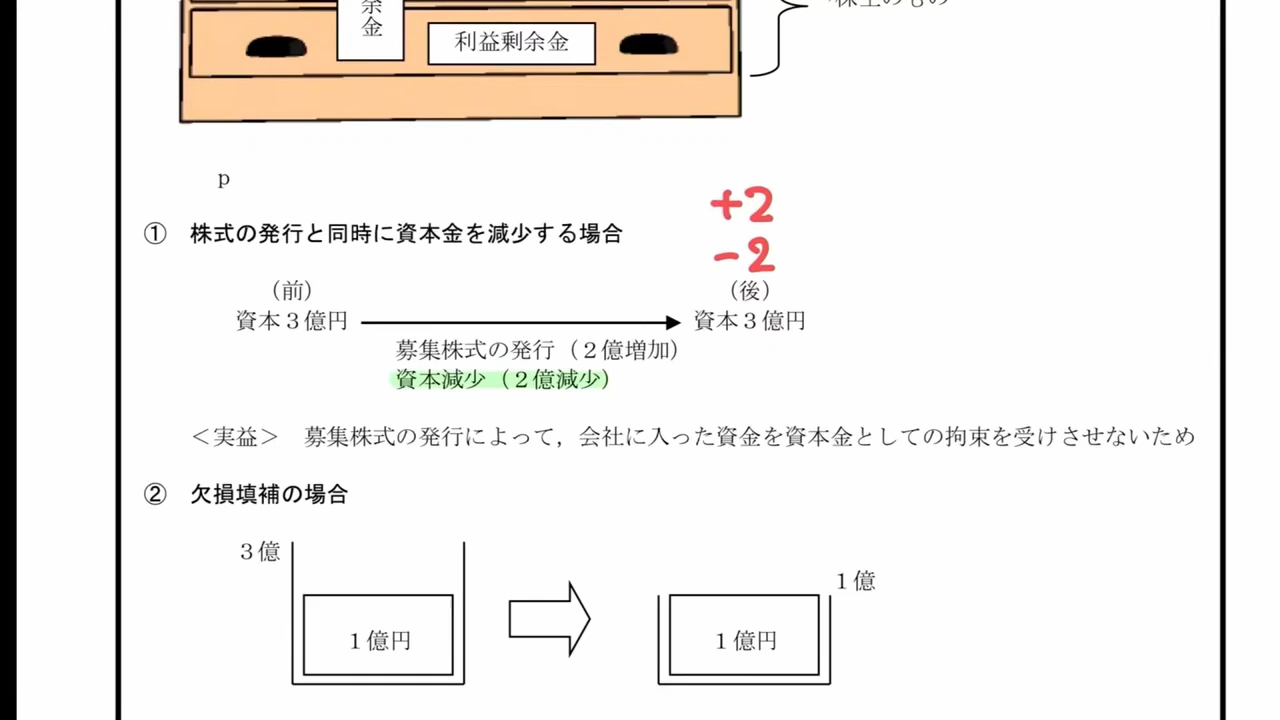 余
金
利益剰余金
p
+2
-2
① 株式の発行と同時に資本金を減少する場合
（前）
（後）
資本３億円
資本３億円
募集株式の発行（２億増加）
資本減少（２億減少）
＜実益＞ 募集株式の発行によって，会社に入った資金を資本金としての拘束を受けさせないため
② 欠損填補の場合
３億
１億
１億円
１億円